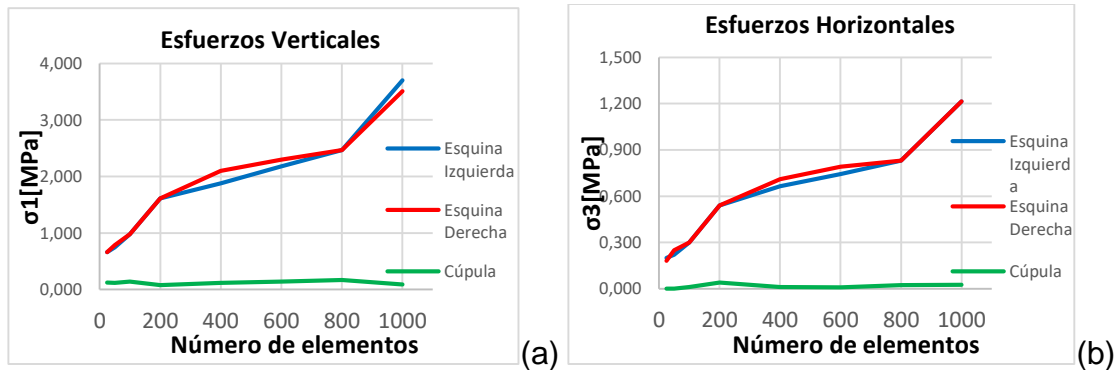 Esfuerzos Verticales
4,000
3,000
2,000
1,000
0,000
σ1[MPa]
0 200 400 600 800 1000
Número de elementos
Esquina
Izquierda
Esquina
Derecha
Cúpula
(a)
Esfuerzos Horizontales
1,500
1,200
0,900
0,600
0,300
0,000
σ3[MPa]
0 200 400 600 800 1000
Número de elementos
Esquina
Izquierd
a
Esquina
Derecha
Cúpula
(b)